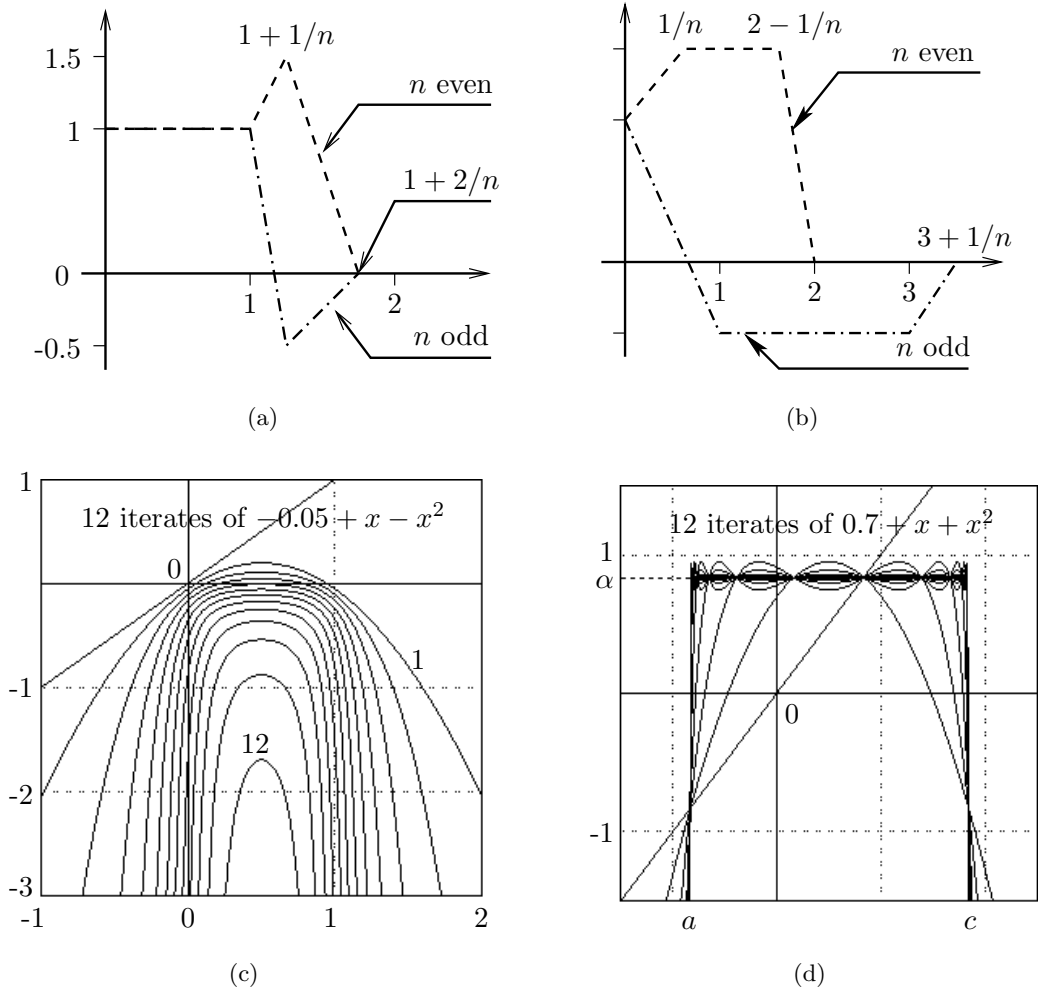 1 + 1/n
1.5
n even
1
1 + 2/n
0
1
2
n odd
-0.5
(a)
1/n
2 − 1/n
n even
3 + 1/n
1
2
3
n odd
(b)
1
12 iterates of −0.05 + x − x²
0
-1
1
12
-2
-3
-1
0
1
2
(c)
12 iterates of 0.7 + x + x²
1
α
0
-1
a
c
(d)